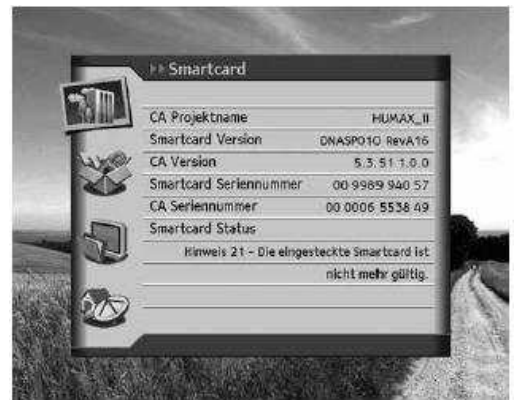 Smartcard
CA Projektname HUMAX_II
Smartcard Version DNASP010 RevA16
CA Version 5.3.51 1.0.0
Smartcard Seriennummer 00 9989 940 57
CA Seriennummer 00 0006 5538 49
Smartcard Status
Hinweis 21 - Die eingesteckte Smartcard ist
nicht mehr gültig.